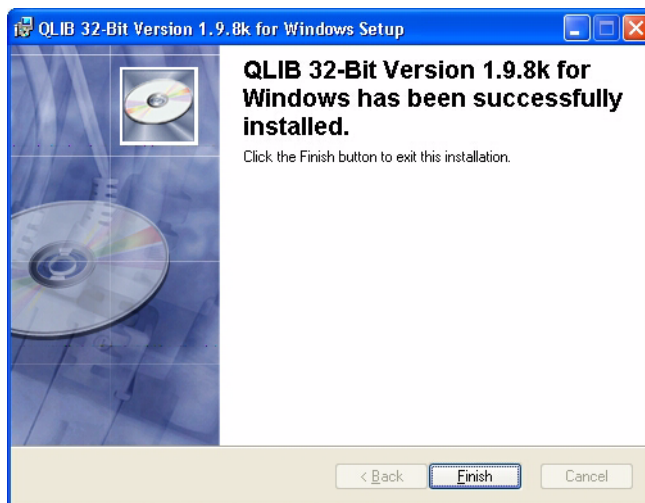 QLIB 32-Bit Version 1.9.8k for Windows Setup
QLIB 32-Bit Version 1.9.8k for
Windows has been successfully
installed.
Click the Finish button to exit this installation.
< Back
Finish
Cancel